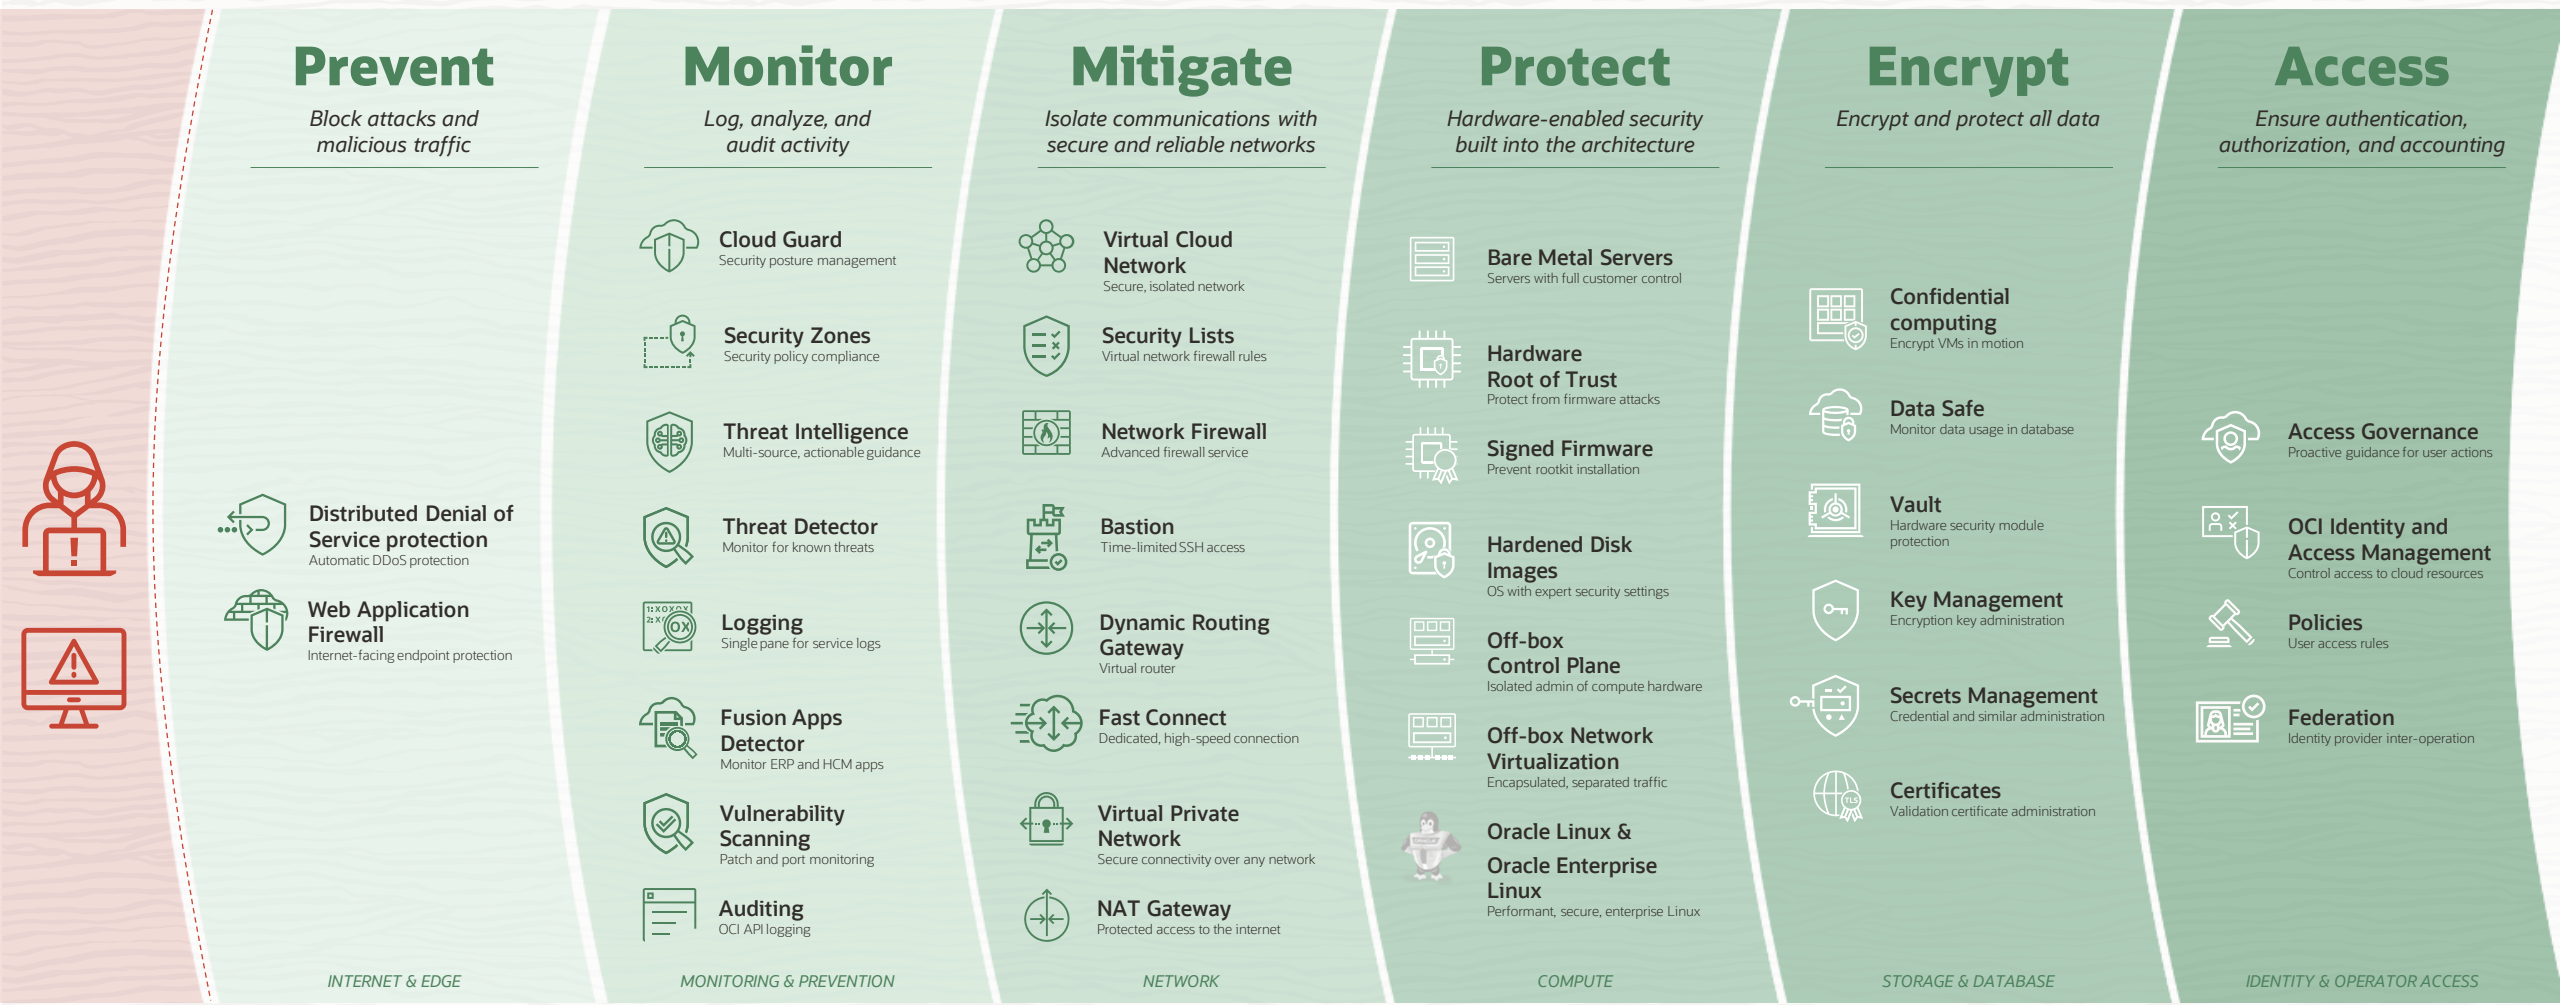 Prevent
Block attacks and
malicious traffic
Distributed Denial of
Service protection
Automatic DDoS protection
Web Application
Firewall
Internet-facing endpoint protection
INTERNET & EDGE
Monitor
Log, analyze, and
audit activity
Cloud Guard
Security posture management
Security Zones
Security policy compliance
Threat Intelligence
Multi-source, actionable guidance
Threat Detector
Monitor for known threats
1:XOXOX
2:X
OX
Logging
Single pane for service logs
Fusion Apps
Detector
Monitor ERP and HCM apps
Vulnerability
Scanning
Patch and port monitoring
Auditing
OCI API logging
MONITORING & PREVENTION
Mitigate
Isolate communications with
secure and reliable networks
Virtual Cloud
Network
Secure, isolated network
Security Lists
Virtual network firewall rules
Network Firewall
Advanced firewall service
Bastion
Time-limited SSH access
Dynamic Routing
Gateway
Virtual router
Fast Connect
Dedicated, high-speed connection
Virtual Private
Network
Secure connectivity over any network
NAT Gateway
Protected access to the internet
NETWORK
Protect
Hardware-enabled security
built into the architecture
Bare Metal Servers
Servers with full customer control
Hardware
Root of Trust
Protect from firmware attacks
Signed Firmware
Prevent rootkit installation
Hardened Disk
Images
OS with expert security settings
Off-box
Control Plane
Isolated admin of compute hardware
Off-box Network
Virtualization
Encapsulated, separated traffic
Oracle Linux &
Oracle Enterprise
Linux
Performant, secure, enterprise Linux
COMPUTE
Encrypt
Encrypt and protect all data
Confidential
computing
Encrypt VMs in motion
Data Safe
Monitor data usage in database
Vault
Hardware security module
protection
Key Management
Encryption key administration
Secrets Management
Credential and similar administration
TLS
Certificates
Validation certificate administration
STORAGE & DATABASE
Access
Ensure authentication,
authorization, and accounting
Access Governance
Proactive guidance for user actions
OCI Identity and
Access Management
Control access to cloud resources
Policies
User access rules
Federation
Identity provider inter-operation
IDENTITY & OPERATOR ACCESS